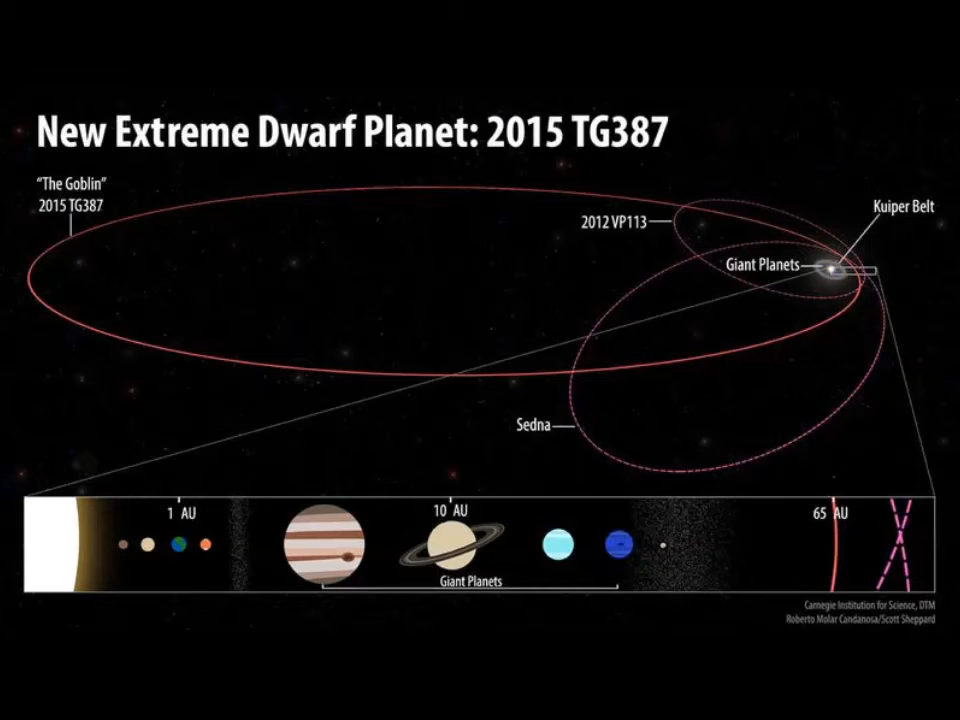 New Extreme Dwarf Planet: 2015 TG387
“The Goblin”
2015 TG387
2012 VP113
Kuiper Belt
Giant Planets
Sedna
1 AU
10 AU
65 AU
Giant Planets
Carnegie Institution for Science, DTM
Roberto Molar Candanosa/Scott Sheppard